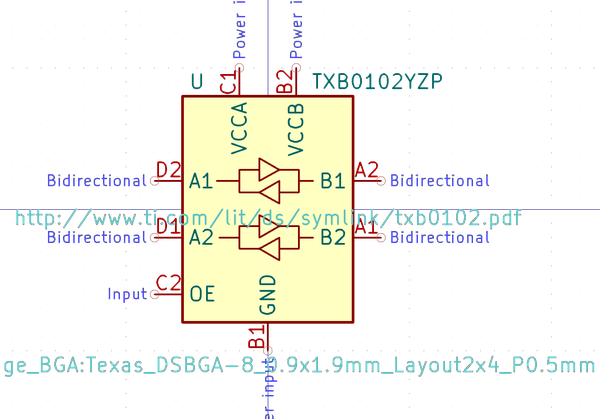 Power i
Power i
U
TXB0102YZP
C1
B2
VCCA
VCCB
Bidirectional
D2
A1
B1
A2
Bidirectional
http://www.ti.com/lit/ds/symlink/txb0102.pdf
Bidirectional
D1
A2
B2
A1
Bidirectional
Input
C2
OE
GND
B1
ge_BGA:Texas_DSBGA-8_0.9x1.9mm_Layout2x4_P0.5mm
er input